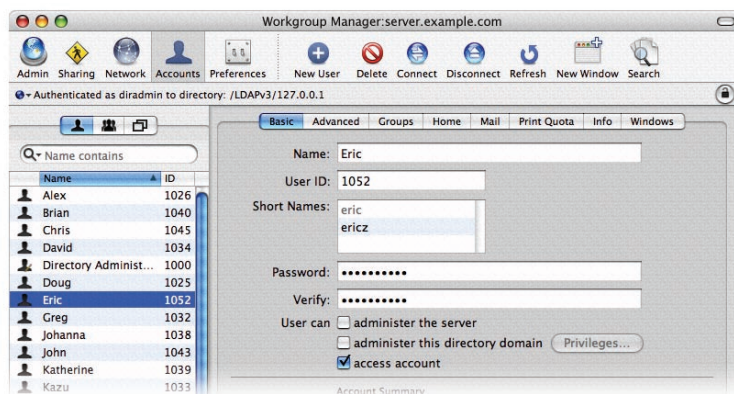 Workgroup Manager:server.example.com
Admin Sharing Network Accounts Preferences New User Delete Connect Disconnect Refresh New Window Search
Authenticated as diradmin to directory: /LDAPv3/127.0.0.1
Basic Advanced Groups Home Mail Print Quota Info Windows
Name contains
Name ID
Alex 1026
Brian 1040
Chris 1045
David 1034
Directory Administ... 1000
Doug 1025
Eric 1052
Greg 1032
Johanna 1038
John 1043
Katherine 1039
Kazu 1033
Name: Eric
User ID: 1052
Short Names: eric
ericz
Password: ••••••••••
Verify: ••••••••••
User can administer the server
administer this directory domain Privileges...
access account
Account Summary